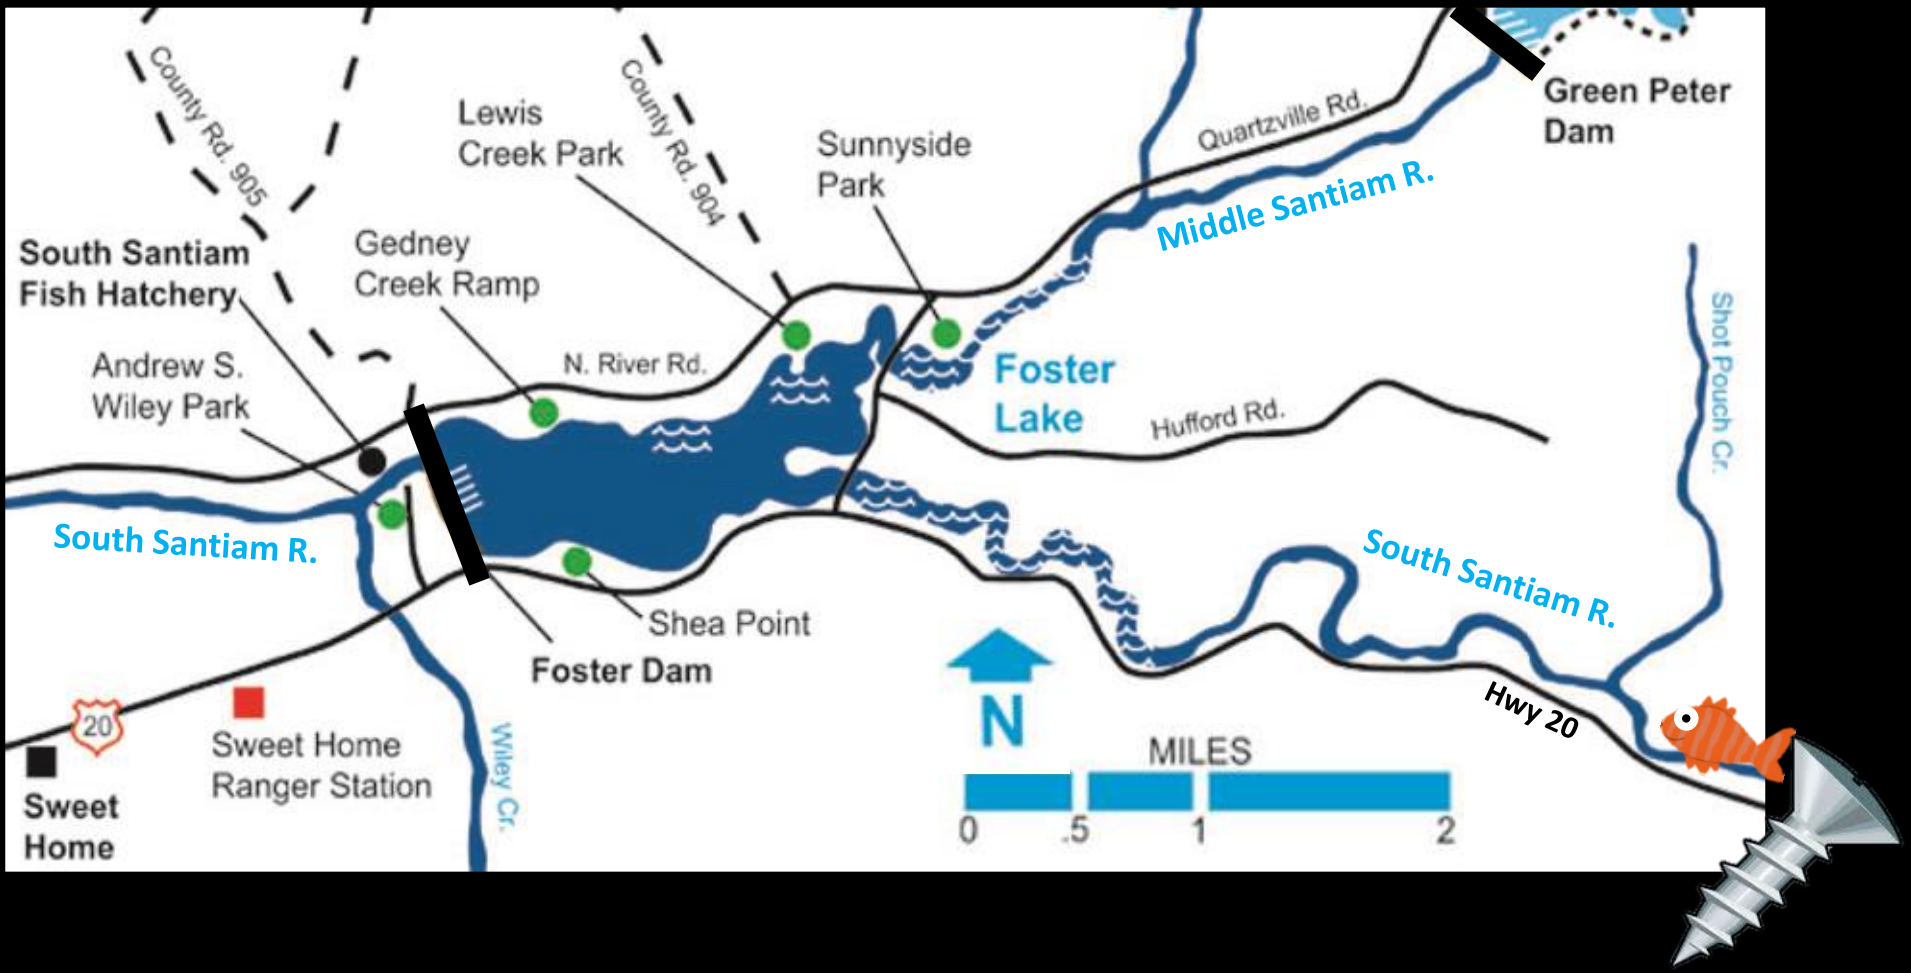 County Rd. 905
Lewis
Creek Park
County Rd. 904
Sunnyside
Park
Quartzville Rd.
Green Peter
Dam
Middle Santiam R.
South Santiam
Fish Hatchery
Gedney
Creek Ramp
Andrew S.
Wiley Park
N. River Rd.
Foster
Lake
Hufford Rd.
Shot Pouch Cr.
South Santiam R.
South Santiam R.
Shea Point
Foster Dam
N
Hwy 20
20
Sweet Home
Ranger Station
Wiley Cr.
Sweet
Home
MILES
0 .5 1 2